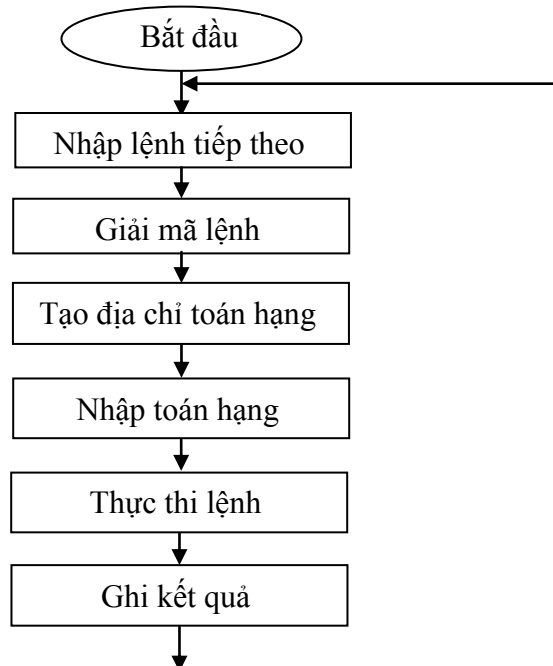 Bắt đầu
Nhập lệnh tiếp theo
Giải mã lệnh
Tạo địa chỉ toán hạng
Nhập toán hạng
Thực thi lệnh
Ghi kết quả